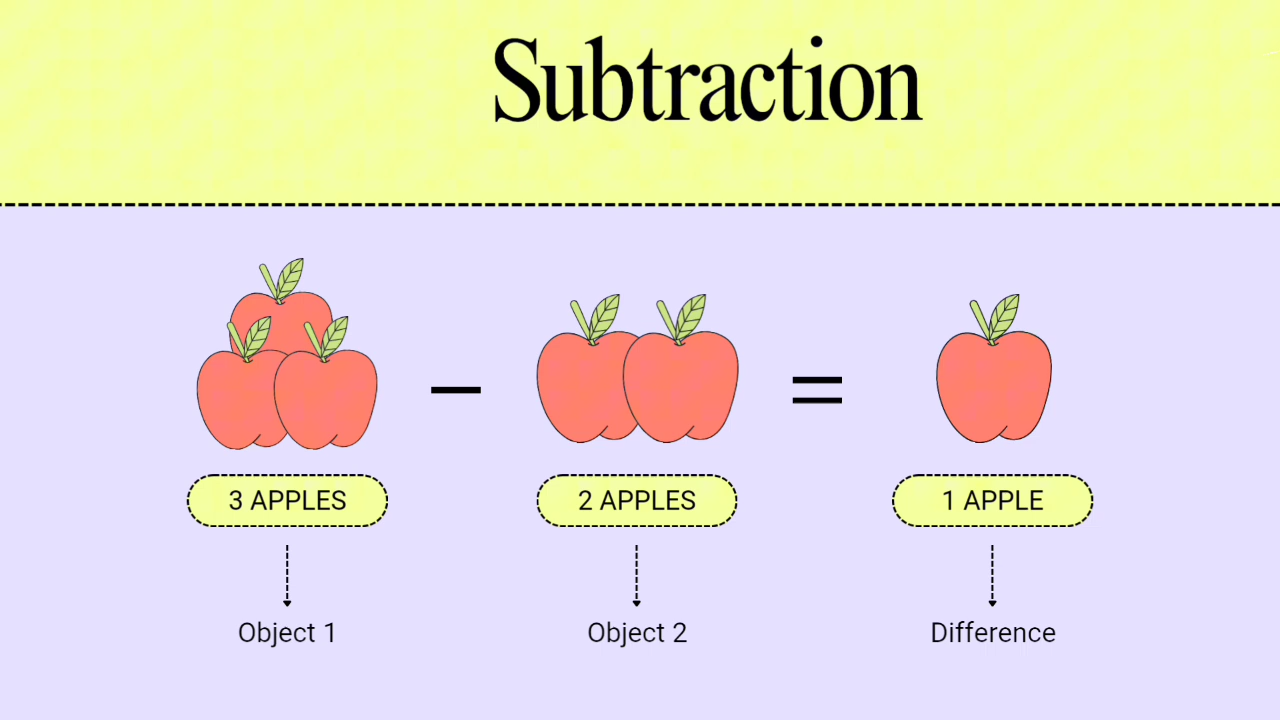 Subtraction
–
=
3 APPLES
2 APPLES
1 APPLE
Object 1
Object 2
Difference